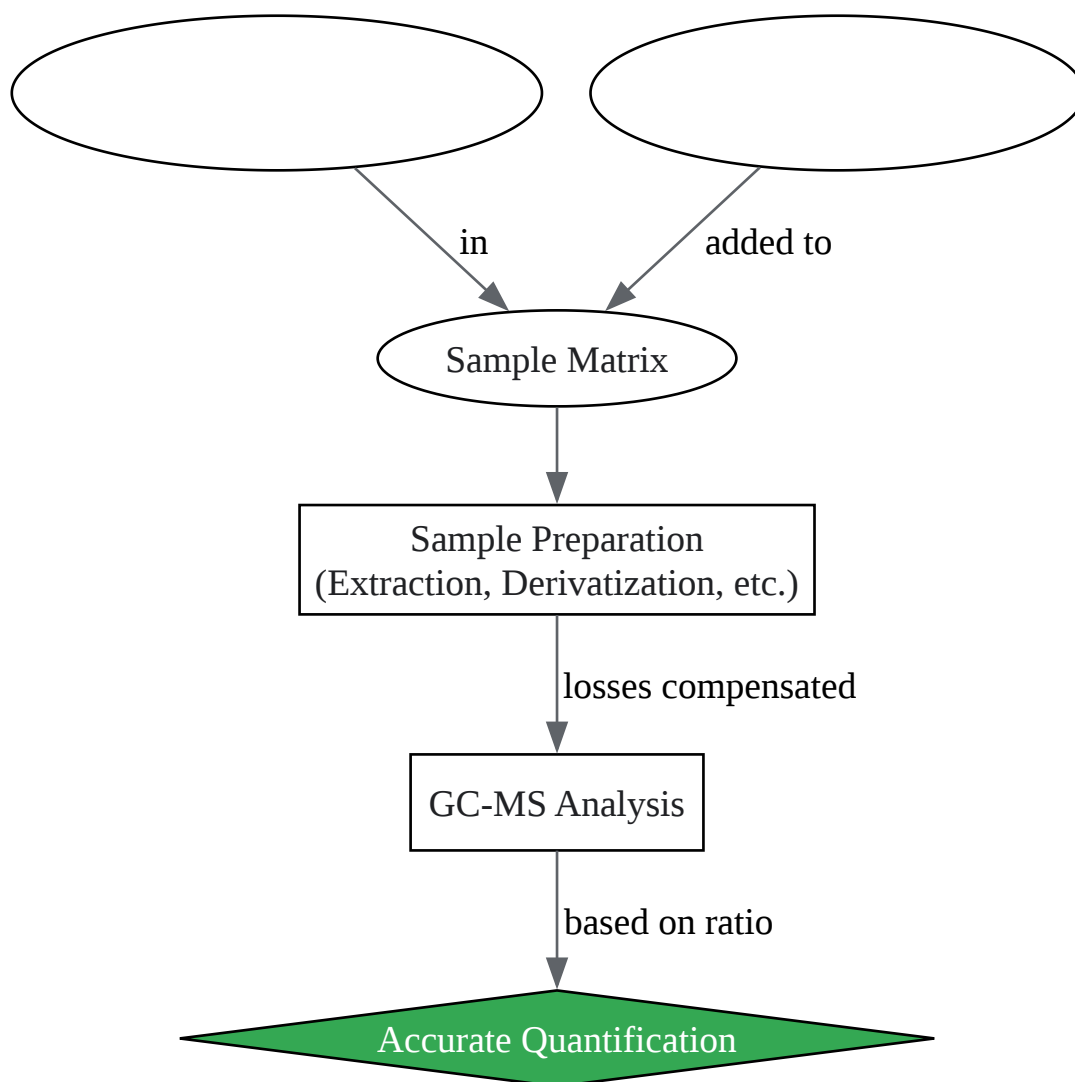 in
added to
Sample Matrix
Sample Preparation
(Extraction, Derivatization, etc.)
losses compensated
GC-MS Analysis
based on ratio
Accurate Quantification